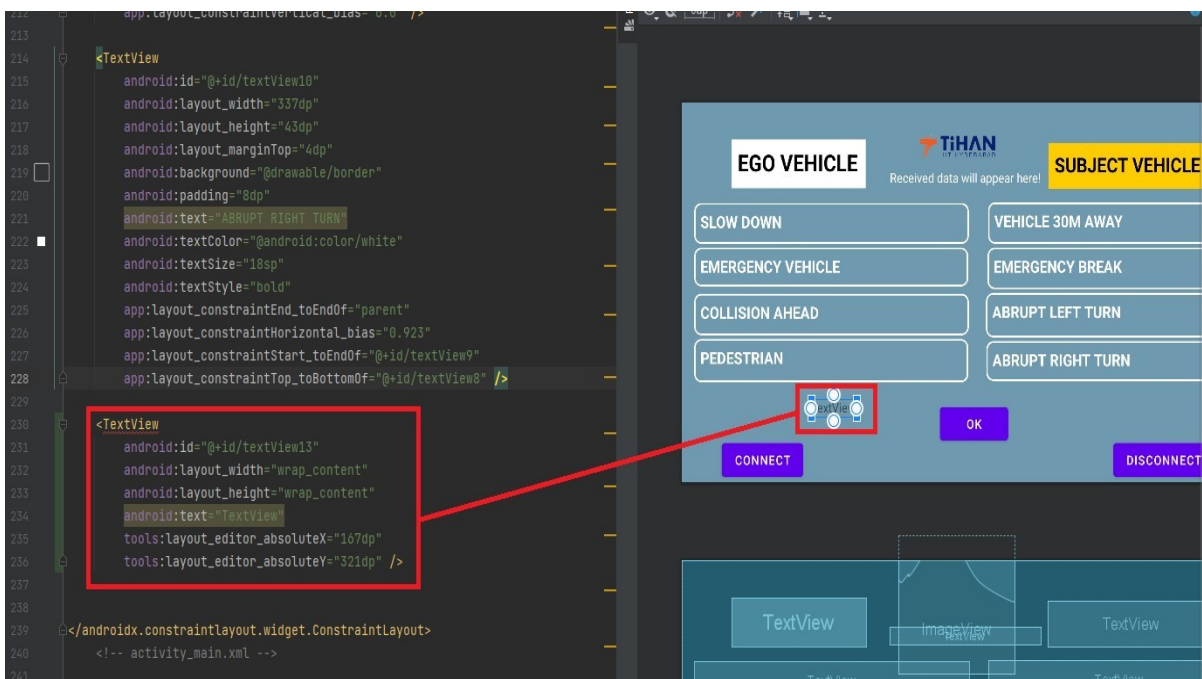 212 app:layout_constraintVertical_bias="0.0" />
213
214 <TextView
215 android:id="@+id/textView10"
216 android:layout_width="337dp"
217 android:layout_height="43dp"
218 android:layout_marginTop="4dp"
219 android:background="@drawable/border"
220 android:padding="8dp"
221 android:text="ABRUPT RIGHT TURN"
222 android:textColor="@android:color/white"
223 android:textSize="18sp"
224 android:textStyle="bold"
225 app:layout_constraintEnd_toEndOf="parent"
226 app:layout_constraintHorizontal_bias="0.923"
227 app:layout_constraintStart_toEndOf="@+id/textView9"
228 app:layout_constraintTop_toBottomOf="@+id/textView8" />
229
230 <TextView
231 android:id="@+id/textView13"
232 android:layout_width="wrap_content"
233 android:layout_height="wrap_content"
234 android:text="TextView"
235 tools:layout_editor_absoluteX="167dp"
236 tools:layout_editor_absoluteY="321dp" />
237
238
239 </androidx.constraintlayout.widget.ConstraintLayout>
240 <!-- activity_main.xml -->
241
EGO VEHICLE
TiHAN
IIT HYDERABAD
Received data will appear here!
SUBJECT VEHICLE
SLOW DOWN
VEHICLE 30M AWAY
EMERGENCY VEHICLE
EMERGENCY BREAK
COLLISION AHEAD
ABRUPT LEFT TURN
PEDESTRIAN
ABRUPT RIGHT TURN
OK
CONNECT
DISCONNECT
TextView
ImageView
TextView
TextView
TextView
TextView